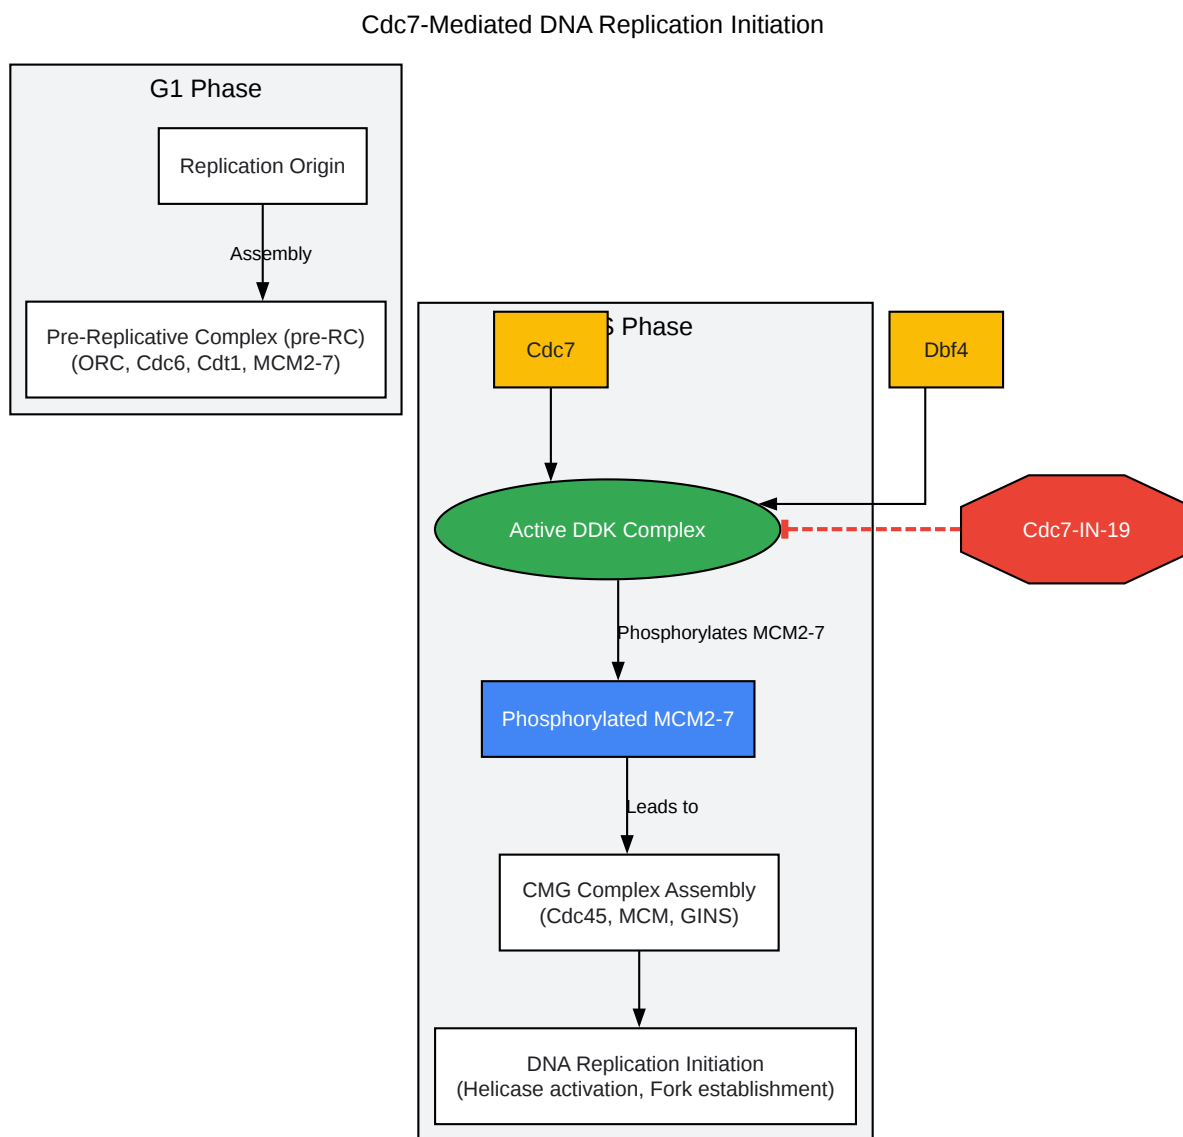 Cdc7-Mediated DNA Replication Initiation
G1 Phase
Replication Origin
Assembly
Pre-Replicative Complex (pre-RC)
(ORC, Cdc6, Cdt1, MCM2-7)
S Phase
Cdc7
Dbf4
Active DDK Complex
Cdc7-IN-19
Phosphorylates MCM2-7
Phosphorylated MCM2-7
Leads to
CMG Complex Assembly
(Cdc45, MCM, GINS)
DNA Replication Initiation
(Helicase activation, Fork establishment)